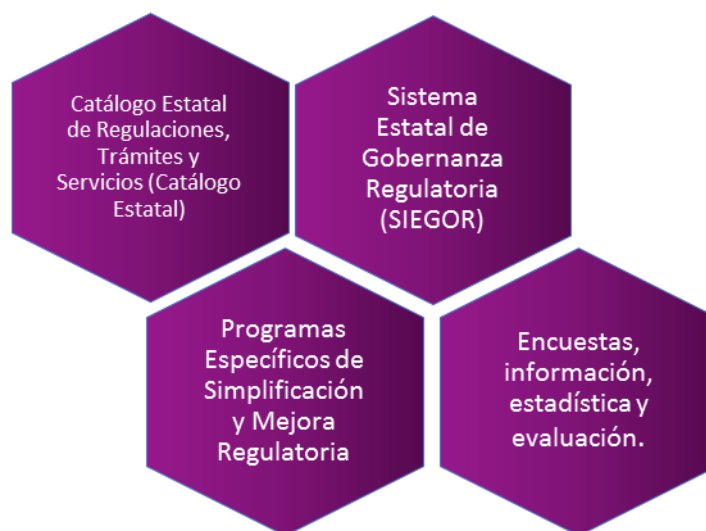 Catálogo Estatal
de Regulaciones,
Trámites y
Servicios (Catálogo
Estatal)
Sistema
Estatal de
Gobernanza
Regulatoria
(SIEGOR)
Programas
Específicos de
Simplificación
y Mejora
Regulatoria
Encuestas,
información,
estadística y
evaluación.